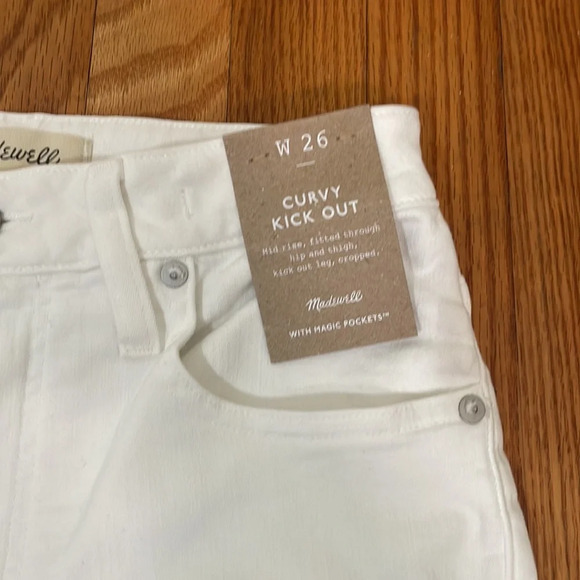 W 26
CURVY
KICK OUT
Mid rise, fitted through
hip and thigh,
kick out leg, cropped.
Madewell
WITH MAGIC POCKETS™